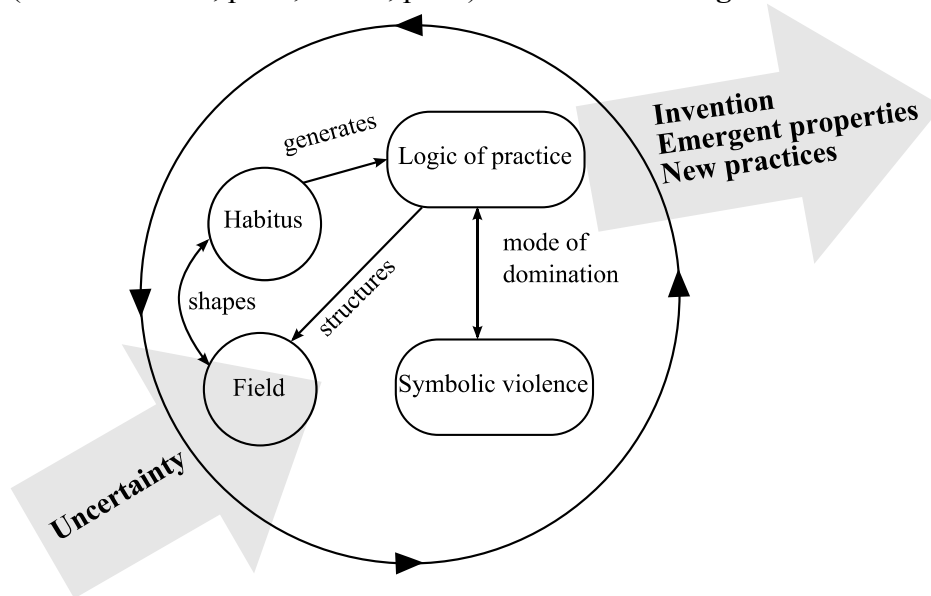 generates
Logic of practice
Habitus
shapes
structures
mode of
domination
Field
Symbolic violence
Uncertainty
Invention
Emergent properties
New practices